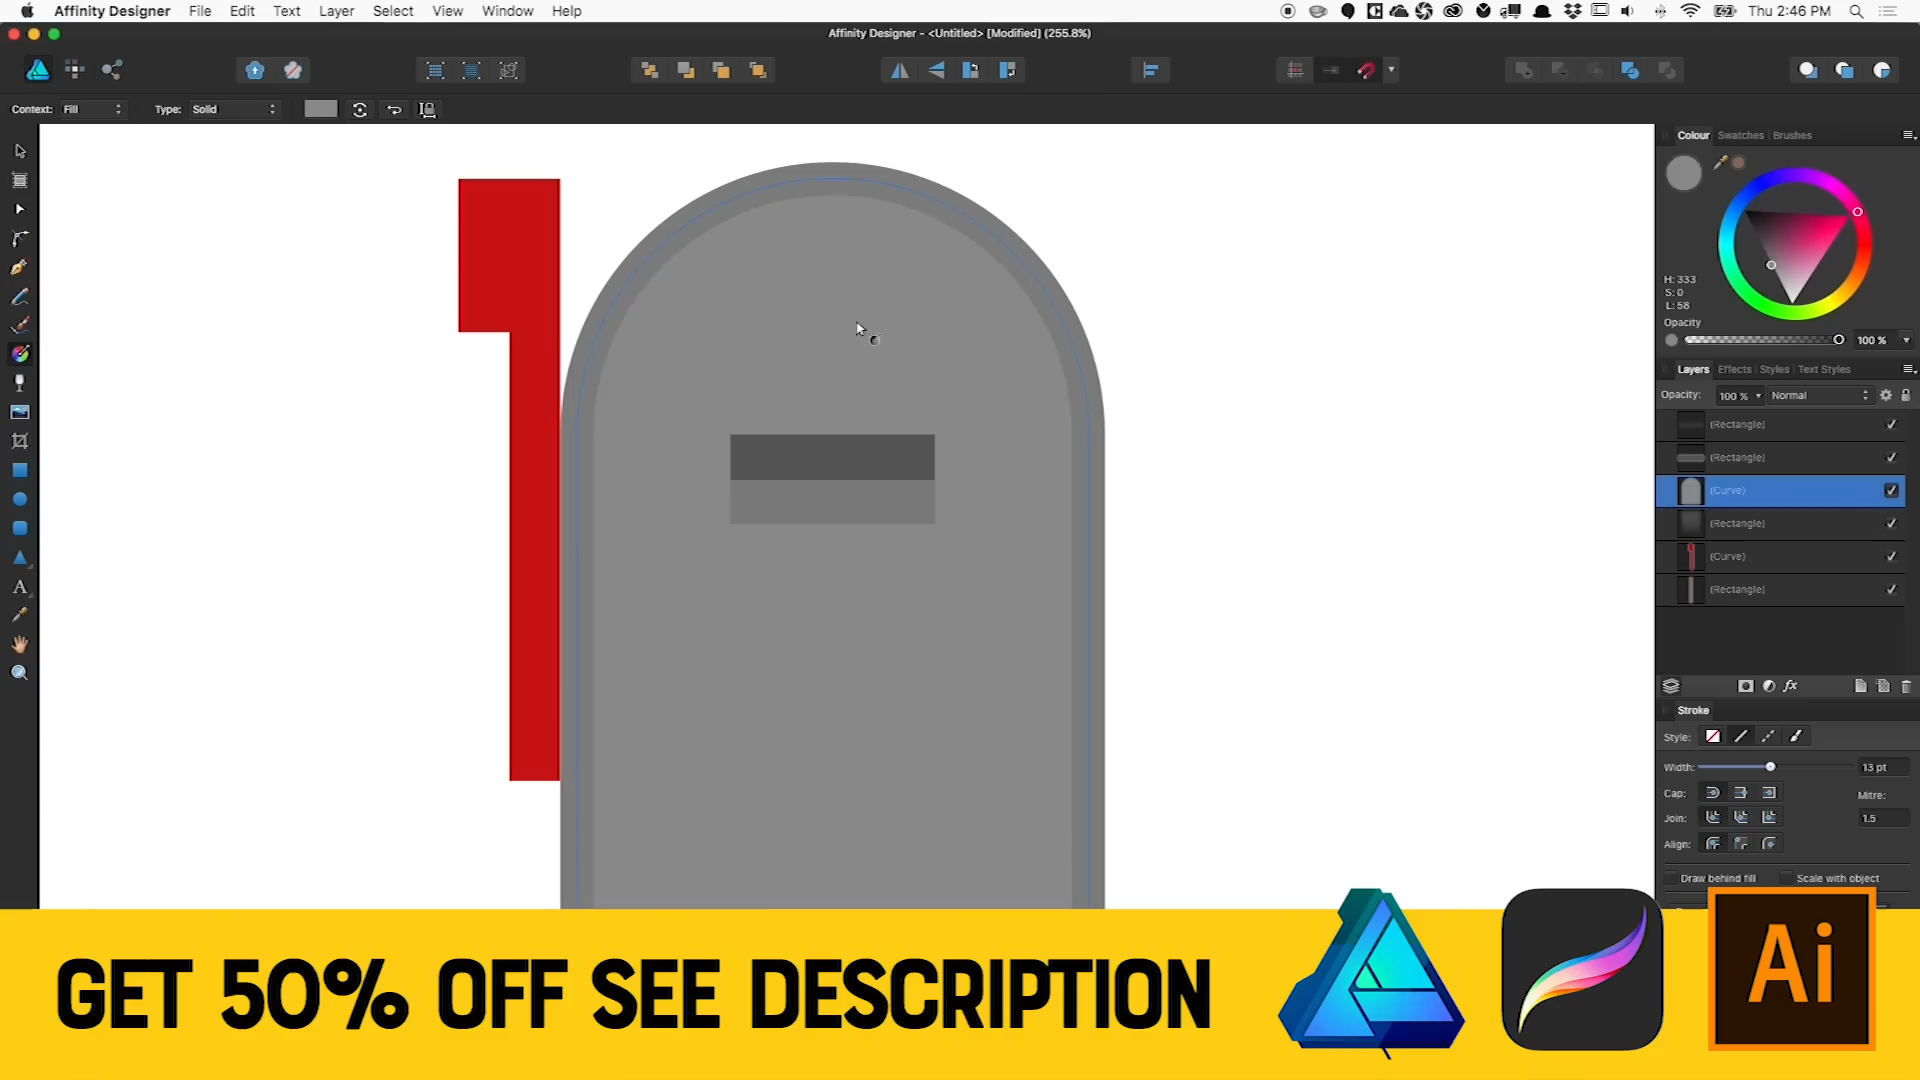 Affinity Designer File Edit Text Layer Select View Window Help Thu 2:46 PM
Affinity Designer - <Untitled> [Modified] (255.8%)
Context: Fill Type: Solid
Colour Swatches Brushes
H: 333
S: 0
L: 58
Opacity
100 %
Layers Effects Styles Text Styles
Opacity: 100 % Normal
(Rectangle)
(Rectangle)
(Curve)
(Rectangle)
(Curve)
(Rectangle)
A
fx
Stroke
Style:
Width: 13 pt
Cap: Mitre:
Join: 1.5
Align:
Draw behind fill Scale with object
GET 50% OFF SEE DESCRIPTION
Ai